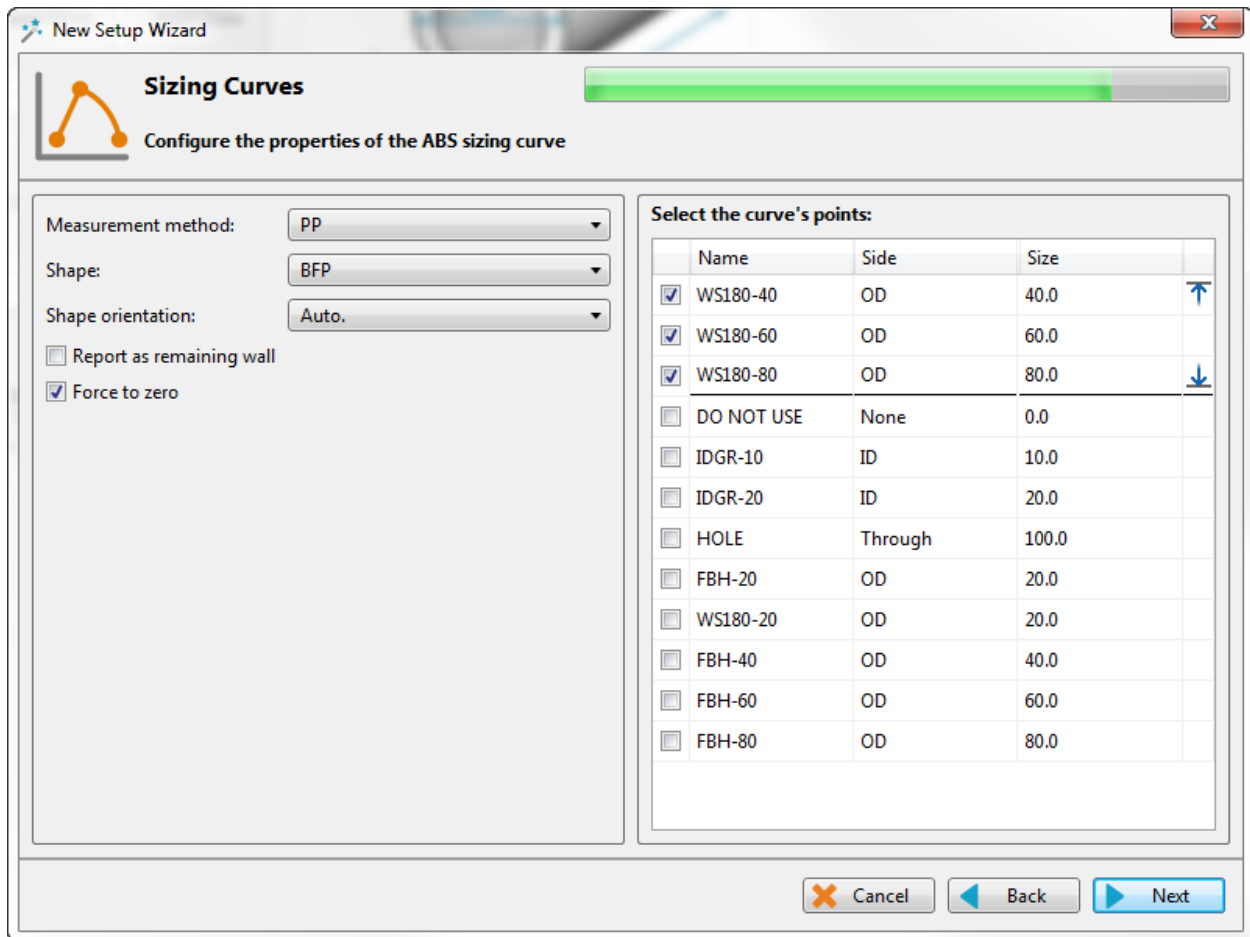 New Setup Wizard
Sizing Curves
Configure the properties of the ABS sizing curve
Measurement method: PP
Shape: BFP
Shape orientation: Auto.
Report as remaining wall
Force to zero
Select the curve's points:
Name Side Size
WS180-40 OD 40.0
WS180-60 OD 60.0
WS180-80 OD 80.0
DO NOT USE None 0.0
IDGR-10 ID 10.0
IDGR-20 ID 20.0
HOLE Through 100.0
FBH-20 OD 20.0
WS180-20 OD 20.0
FBH-40 OD 40.0
FBH-60 OD 60.0
FBH-80 OD 80.0
Cancel Back Next